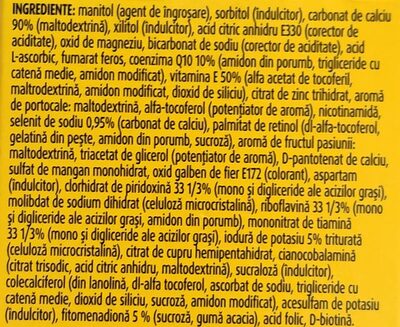 INGREDIENTE: manitol (agent de îngroșare), sorbitol (îndulcitor), carbonat de calciu
90% (maltodextrină), xilitol (îndulcitor), acid citric anhidru E330 (corector de
aciditate), oxid de magneziu, bicarbonat de sodiu (corector de aciditate), acid
L-ascorbic, fumarat feros, coenzima Q10 10% (amidon din porumb, trigliceride cu
catenă medie, amidon modificat), vitamina E 50% (alfa acetat de tocoferil,
maltrodextrină, amidon modificat, dioxid de siliciu), citrat de zinc trihidrat, aromă
de portocale: maltodextrină, alfa-tocoferol (potențiator de aromă), nicotinamidă,
selenit de sodiu 0,95% (carbonat de calciu), palmitat de retinol (dl-alfa-tocoferol,
gelatină din pește, amidon din porumb, sucroză), aromă de fructul pasiunii:
maltodextrină, triacetat de glicerol (potențiator de aromă), D-pantotenat de calciu,
sulfat de mangan monohidrat, oxid galben de fier E172 (colorant), aspartam
(îndulcitor), clorhidrat de piridoxină 33 1/3% (mono și digliceride ale acizilor grași),
molibdat de sodium dihidrat (celuloză microcristalină), riboflavină 33 1/3% (mono
și digliceride ale acizilor grași, amidon din porumb), mononitrat de tiamină
33 1/3% (mono și digliceride ale acizilor grași), iodură de potasiu 5% triturată
(celuloză microcristalină), citrat de cupru hemipentahidrat, cianocobalamină
(citrat trisodic, acid citric anhidru, maltodextrină), sucraloză (îndulcitor),
colecalciferol (din lanolină, dl-alfa tocoferol, ascorbat de sodiu, trigliceride cu
catenă medie, dioxid de siliciu, sucroză, amidon modificat), acesulfam de potasiu
(îndulcitor), fitomenadionă 5 % (sucroză, gumă acacia), acid folic, D-biotină.